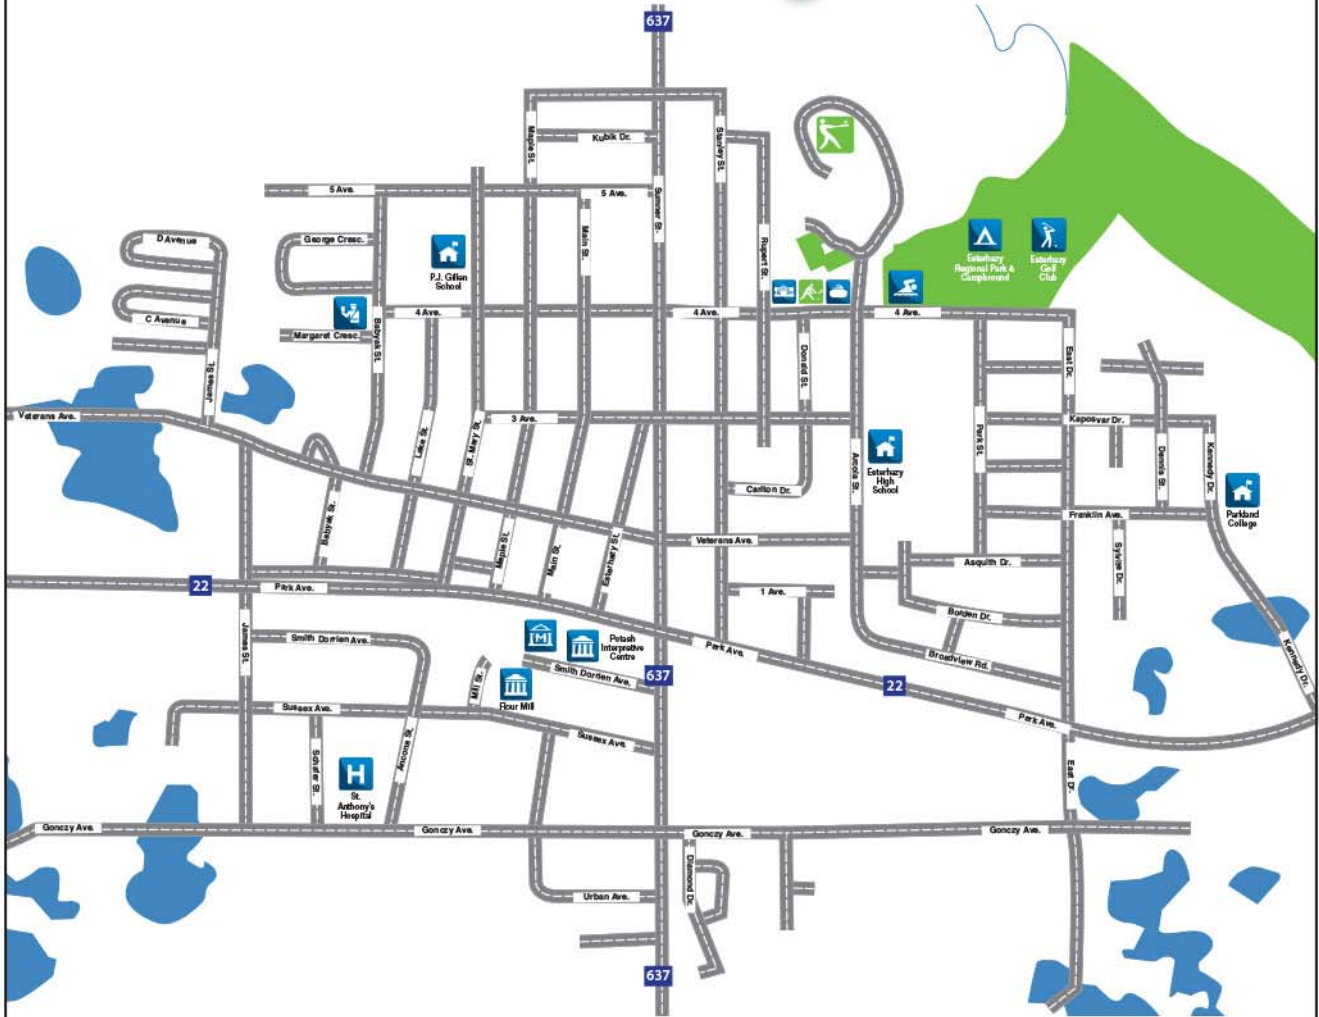 637
Maple St.
Kubik Dr.
Stanley St.
5 Ave.
5 Ave.
Sumner St.
D Avenue
George Cresc.
Main St.
Rupert St.
P.J. Gillen
School
Esterhazy
Regional Park &
Campground
Esterhazy
Golf
Club
C Avenue
Margaret Cresc.
Babyak St.
4 Ave.
4 Ave.
4 Ave.
James St.
Donald St.
East Dr.
Veterans Ave.
3 Ave.
Kaposvar Dr.
Lake St.
St. Mary St.
Park St.
Ancona St.
Esterhazy
High
School
Dennis St.
Kennedy Dr.
Parkland
College
Carlton Dr.
Babyak St.
Franklin Ave.
Veterans Ave.
Maple St.
Main St.
Esterhazy St.
Asquith Dr.
22
Park Ave.
1 Ave.
Borden Dr.
James St.
Smith Dorrien Ave.
M
Potash
Interpretive
Centre
Park Ave.
Broadview Rd.
Kennedy Dr.
Mill St.
Smith Dorrien Ave.
637
22
Flour Mill
Sussex Ave.
Sussex Ave.
Park Ave.
Ancona St.
H
St.
Anthony's
Hospital
East Dr.
Gonczy Ave.
Gonczy Ave.
Gonczy Ave.
Gonczy Ave.
Diamond Dr.
Urban Ave.
637